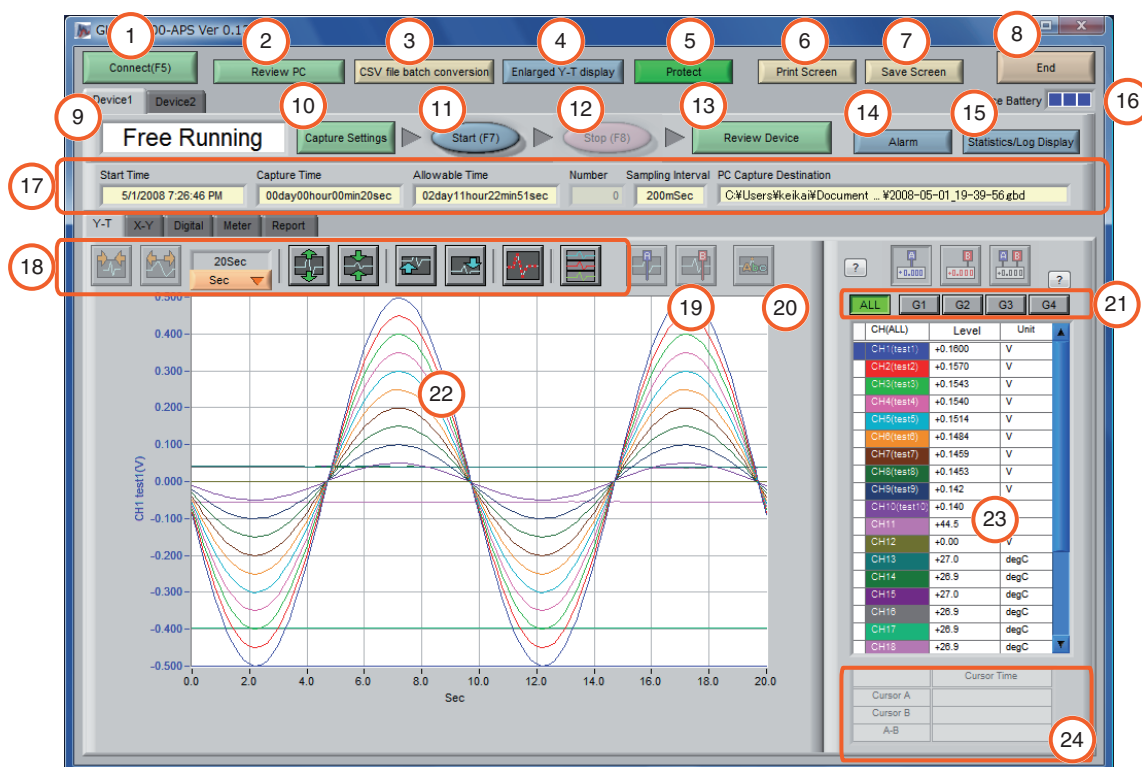 1 2 3 4 5 6 7 8
Connect(F5) Review PC CSV file batch conversion Enlarged Y-T display Protect Print Screen Save Screen End
Device1 Device2 Battery 16
9 10 11 12 13 14 15
Free Running Capture Settings Start (F7) Stop (F8) Review Device Alarm Statistics/Log Display
17
Start Time Capture Time Allowable Time Number Sampling Interval PC Capture Destination
5/1/2008 7:26:46 PM 00day00hour00min20sec 02day11hour22min51sec 0 200mSec C:¥Users¥keikai¥Document ... ¥2008-05-01_19-39-56.gbd
Y-T X-Y Digital Meter Report
18 20Sec A B ABC ? A +0.000 B +0.000 A B +0.000 ?
Sec
19 20 21
ALL G1 G2 G3 G4
CH(ALL) Level Unit
CH1(test1) +0.1600 V
CH2(test2) +0.1570 V
CH3(test3) +0.1543 V
CH4(test4) +0.1540 V
CH5(test5) +0.1514 V
CH6(test6) +0.1484 V
CH7(test7) +0.1459 V
CH8(test8) +0.1453 V
CH9(test9) +0.142 V
CH10(test10) +0.140
CH11 +44.5
CH12 +0.00 V
CH13 +27.0 degC
CH14 +26.9 degC
CH15 +27.0 degC
CH16 +26.9 degC
CH17 +26.9 degC
CH18 +26.9 degC
22 23
0.500
0.400
0.300
0.200
0.100
0.000
-0.100
-0.200
-0.300
-0.400
-0.500
CH1 test1(V)
0.0 2.0 4.0 6.0 8.0 10.0 12.0 14.0 16.0 18.0 20.0
Sec
Cursor Time
Cursor A
Cursor B
A-B
24